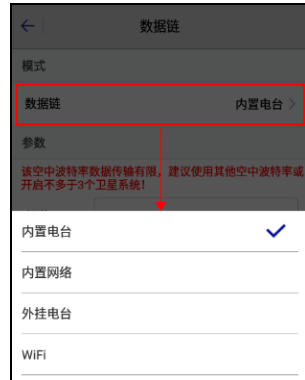 数据链
模式
数据链 内置电台
参数
该空中波特率数据传输有限，建议使用其他空中波特率或
开启不多于3个卫星系统！
内置电台
内置网络
外挂电台
WiFi